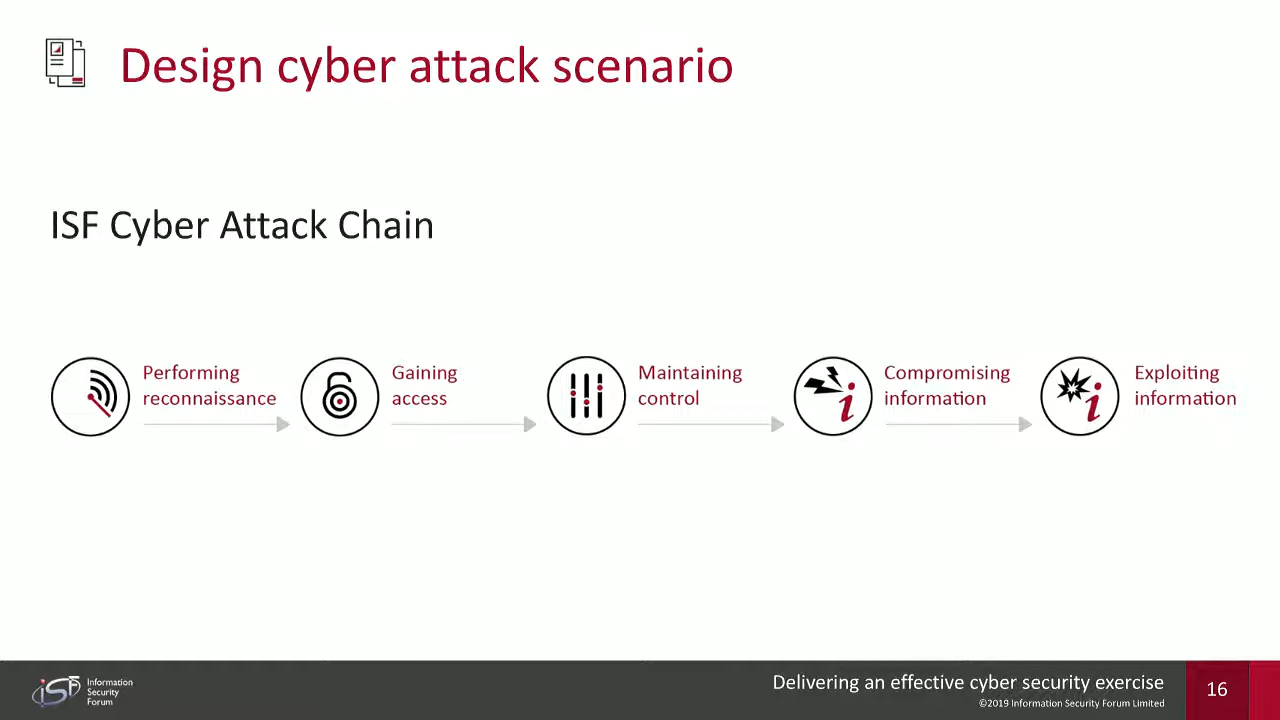 Design cyber attack scenario
ISF Cyber Attack Chain
Performing
reconnaissance
Gaining
access
Maintaining
control
Compromising
information
Exploiting
information
iSF
Information
Security
Forum
Delivering an effective cyber security exercise
©2019 Information Security Forum Limited
16